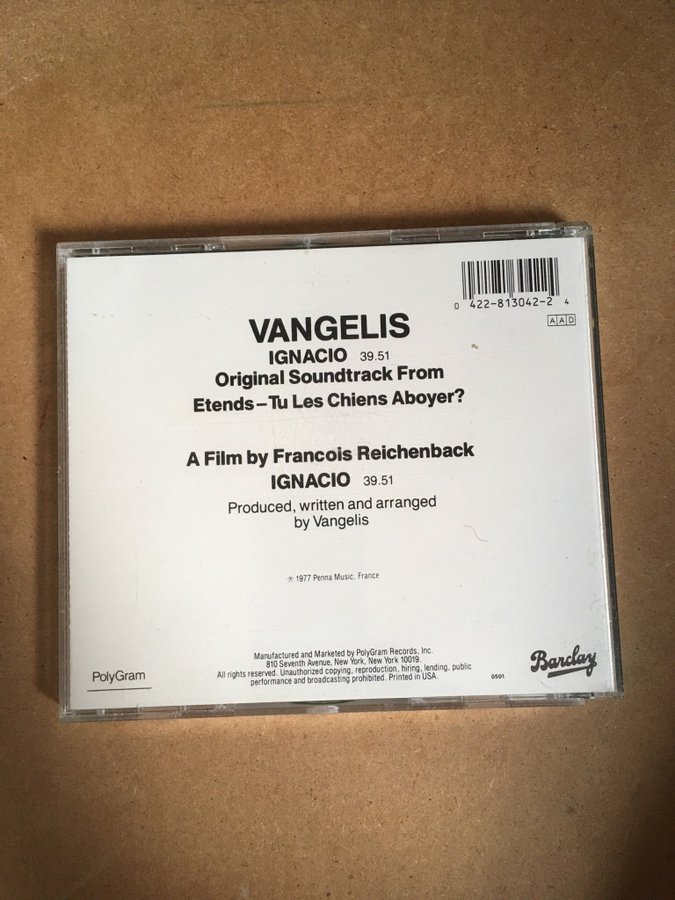 0 422-813042-2 4
AAD
VANGELIS
IGNACIO 39.51
Original Soundtrack From
Etends-Tu Les Chiens Aboyer?
A Film by Francois Reichenback
IGNACIO 39.51
Produced, written and arranged
by Vangelis
℗ 1977 Penna Music. France
Manufactured and Marketed by PolyGram Records, Inc.
810 Seventh Avenue, New York, New York 10019.
All rights reserved. Unauthorized copying, reproduction, hiring, lending, public
performance and broadcasting prohibited. Printed in USA.
PolyGram
0501
Barclay